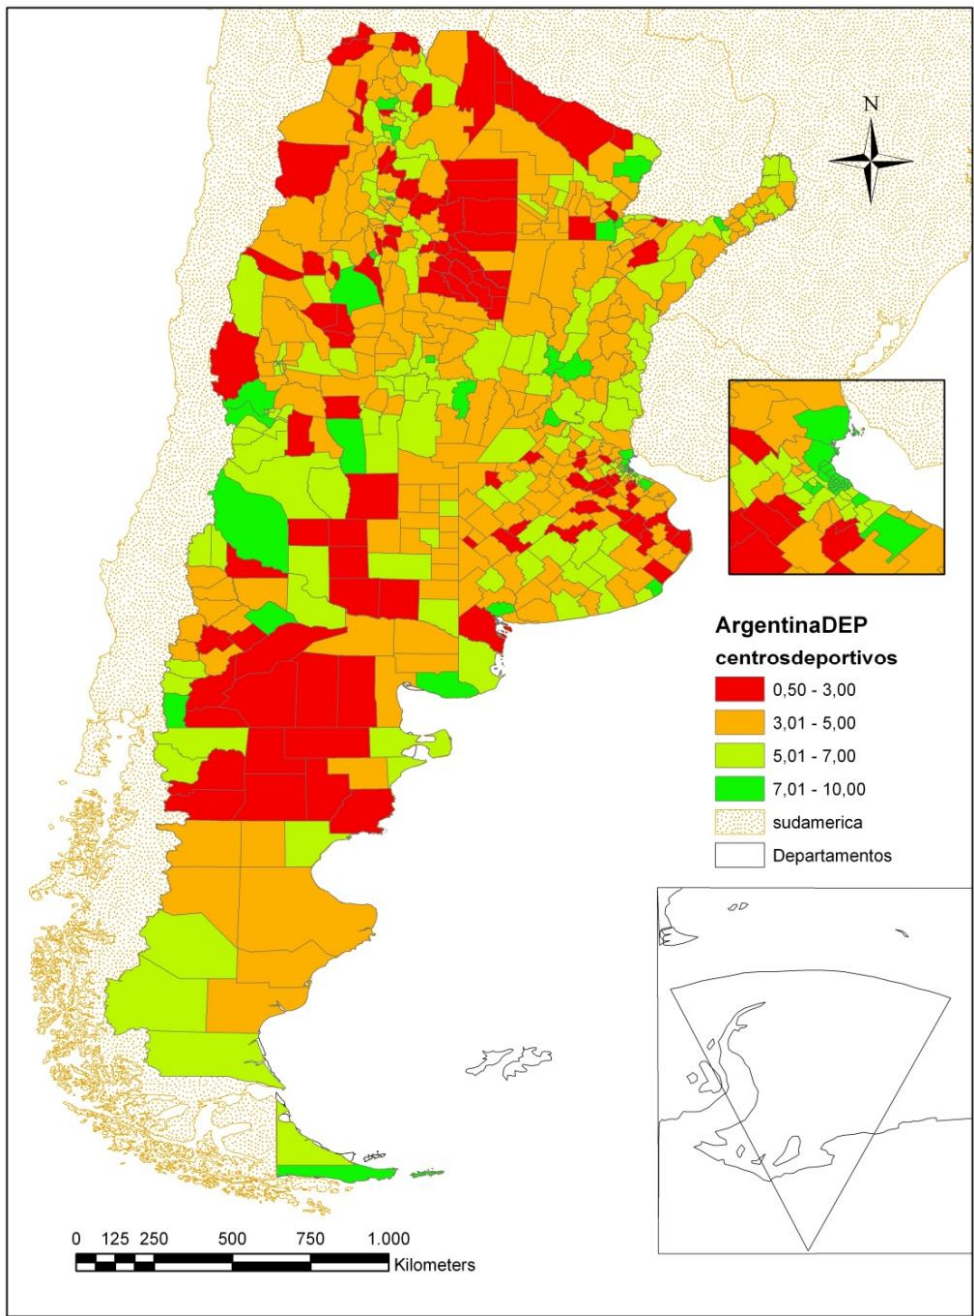 N
ArgentinaDEP
centrosdeportivos
0,50 - 3,00
3,01 - 5,00
5,01 - 7,00
7,01 - 10,00
sudamerica
Departamentos
0 125 250 500 750 1.000
Kilometers